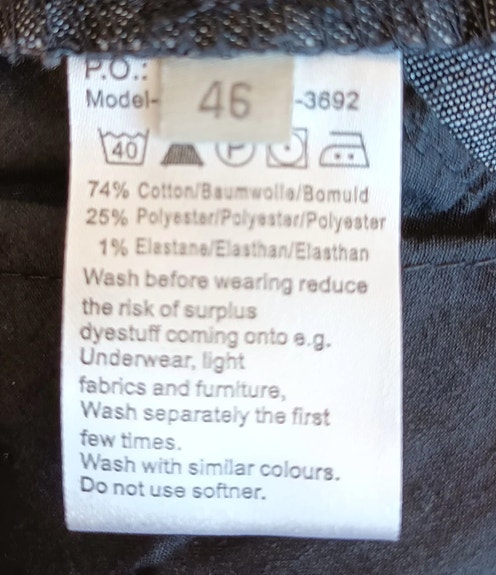 P.O.:
Model- 46 -3692
40 P
74% Cotton/Baumwolle/Bomuld
25% Polyester/Polyester/Polyester
1% Elastane/Elasthan/Elasthan
Wash before wearing reduce
the risk of surplus
dyestuff coming onto e.g.
Underwear, light
fabrics and furniture,
Wash separately the first
few times.
Wash with similar colours.
Do not use softner.